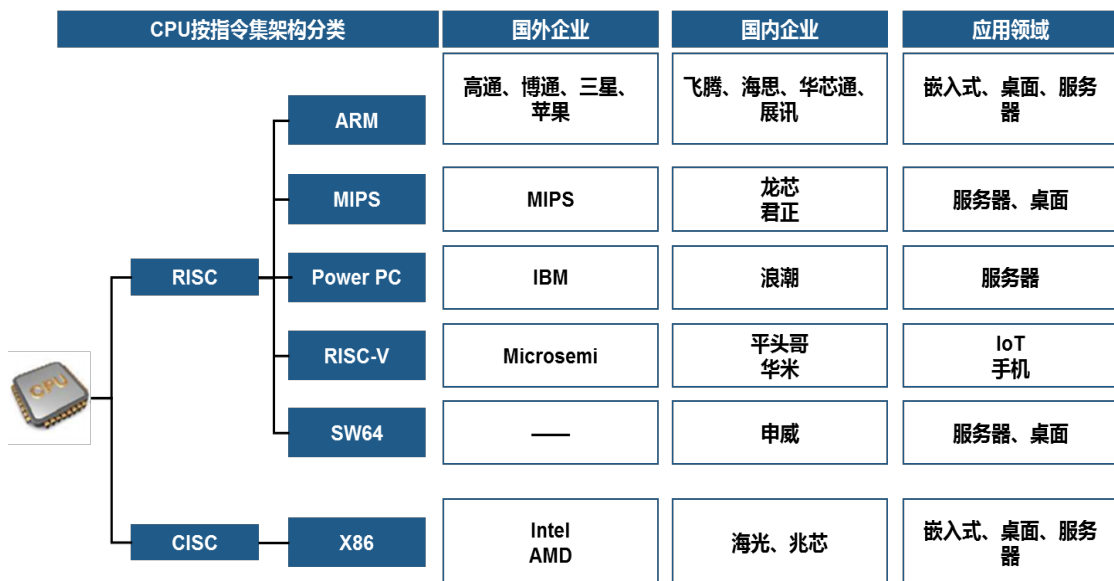 CPU按指令集架构分类
国外企业
国内企业
应用领域
ARM
高通、博通、三星、
苹果
飞腾、海思、华芯通、
展讯
嵌入式、桌面、服务
器
MIPS
MIPS
龙芯
君正
服务器、桌面
RISC
Power PC
IBM
浪潮
服务器
RISC-V
Microsemi
平头哥
华米
IoT
手机
CPU
SW64
——
申威
服务器、桌面
CISC
X86
Intel
AMD
海光、兆芯
嵌入式、桌面、服务
器